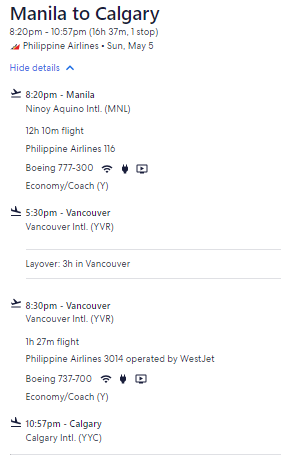 Manila to Calgary
8:20pm - 10:57pm (16h 37m, 1 stop)
Philippine Airlines • Sun, May 5
Hide details
8:20pm - Manila
Ninoy Aquino Intl. (MNL)
12h 10m flight
Philippine Airlines 116
Boeing 777-300
Economy/Coach (Y)
5:30pm - Vancouver
Vancouver Intl. (YVR)
Layover: 3h in Vancouver
8:30pm - Vancouver
Vancouver Intl. (YVR)
1h 27m flight
Philippine Airlines 3014 operated by WestJet
Boeing 737-700
Economy/Coach (Y)
10:57pm - Calgary
Calgary Intl. (YYC)